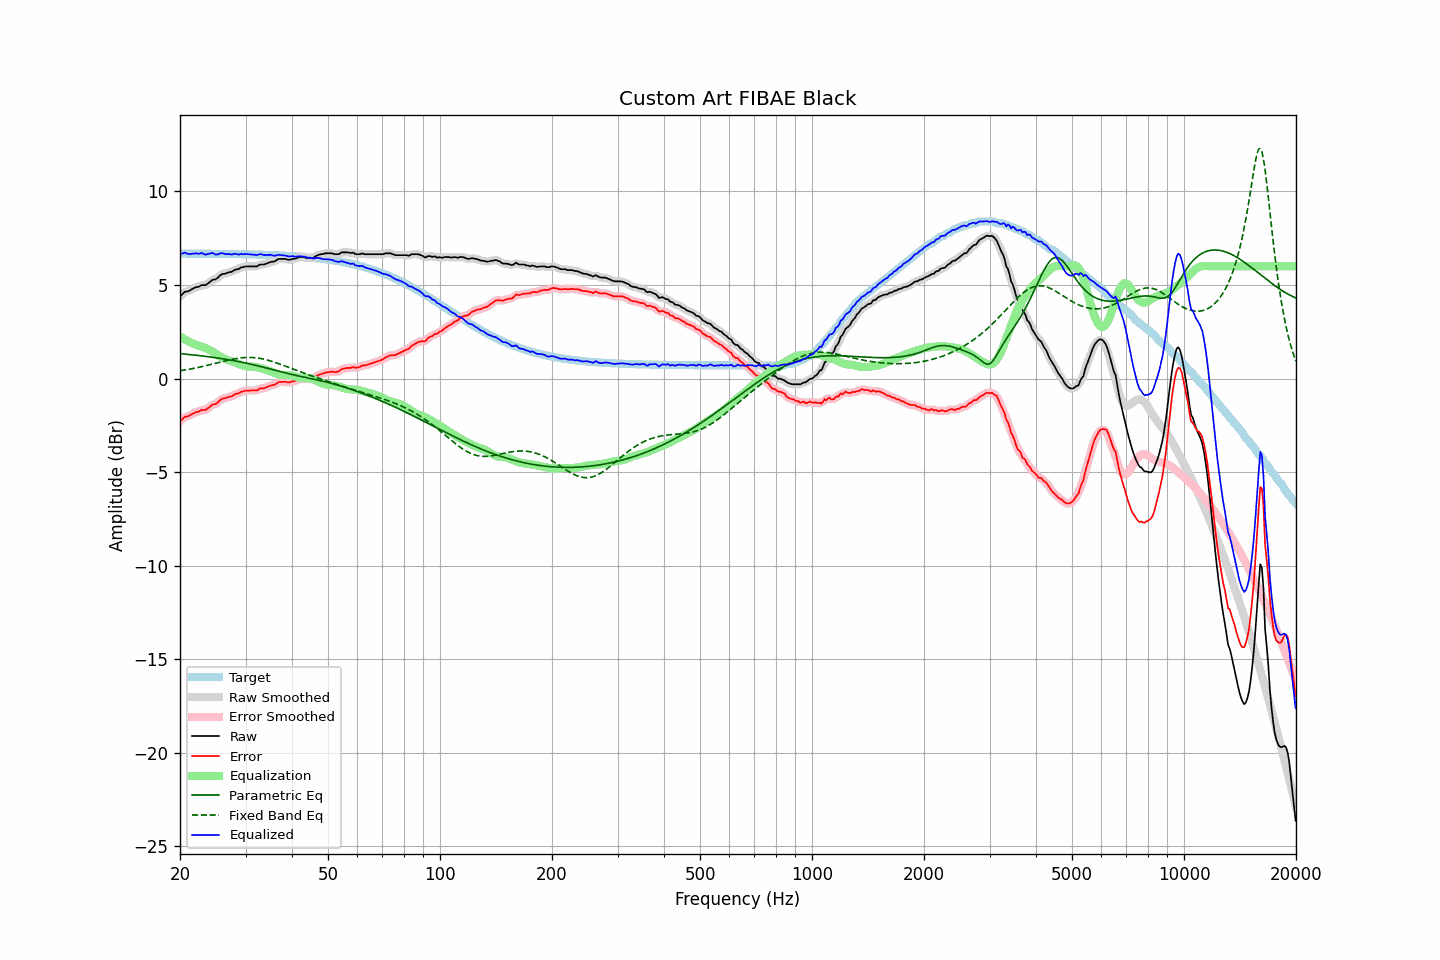 Custom Art FIBAE Black
Amplitude (dBr)
10
5
0
−5
−10
−15
−20
−25
Target
Raw Smoothed
Error Smoothed
Raw
Error
Equalization
Parametric Eq
Fixed Band Eq
Equalized
20 50 100 200 500 1000 2000 5000 10000 20000
Frequency (Hz)